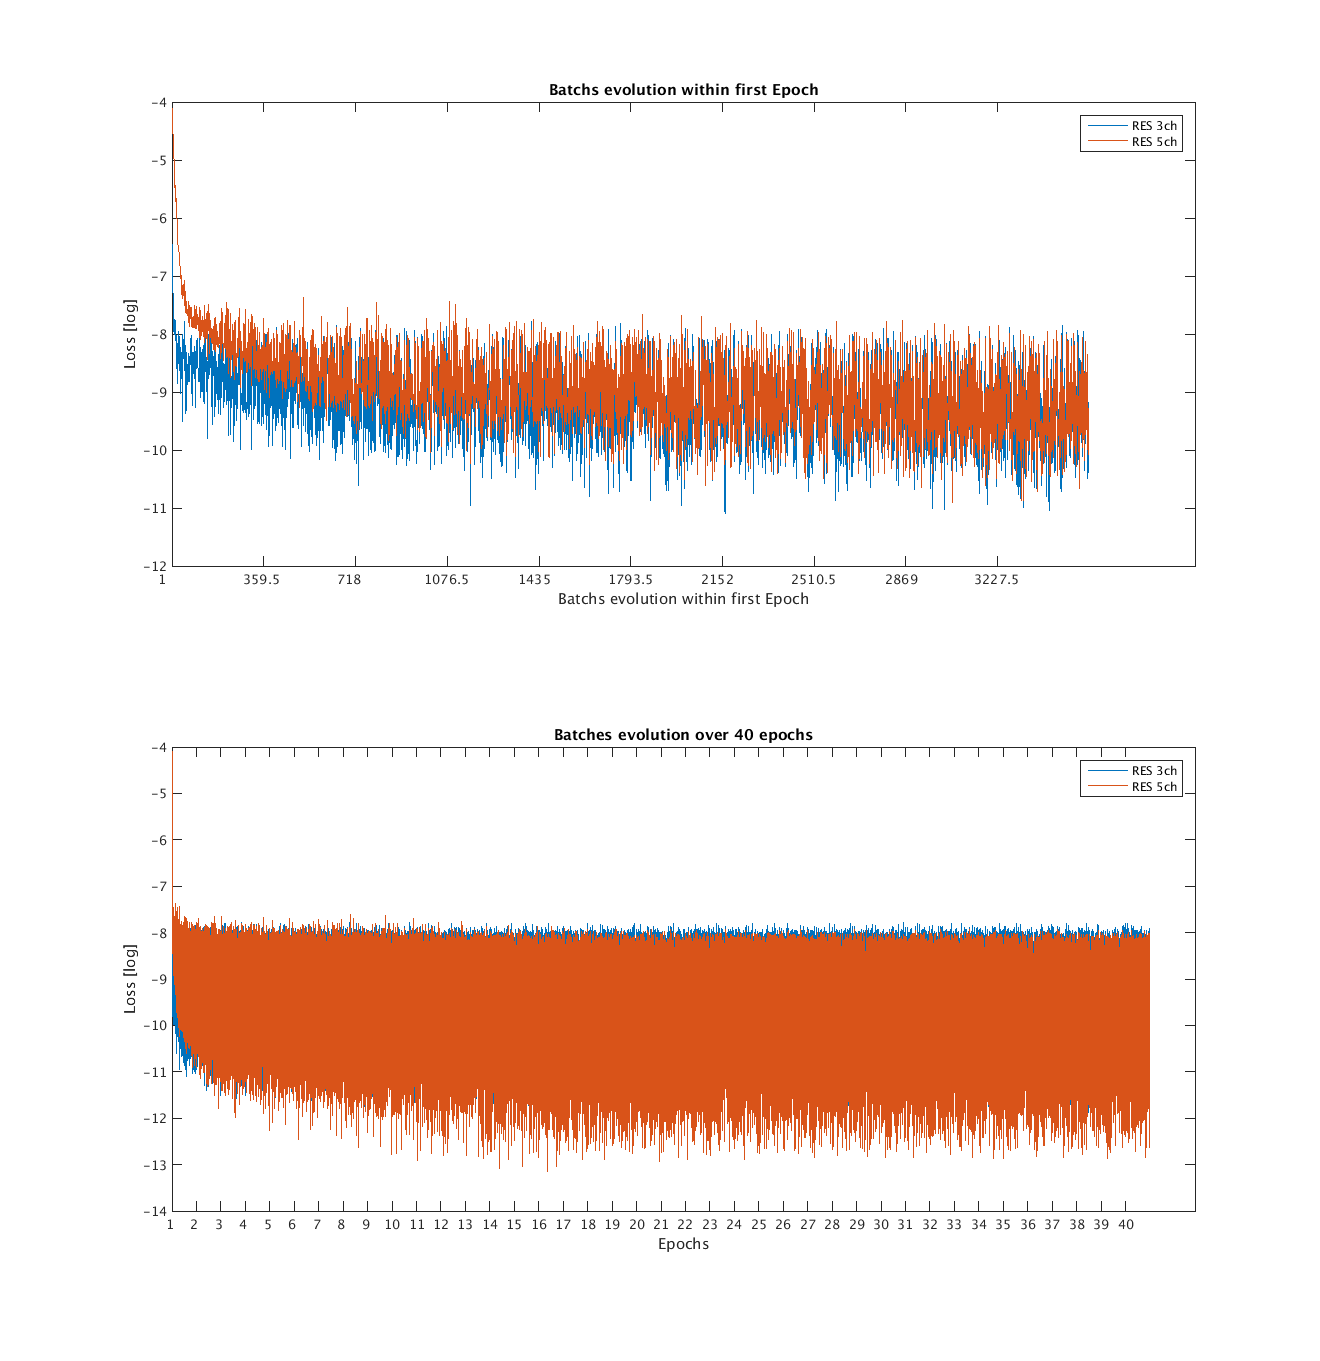 Batchs evolution within first Epoch
-4
RES 3ch
RES 5ch
-5
-6
-7
-8
-9
-10
-11
-12
Loss [log]
1 359.5 718 1076.5 1435 1793.5 2152 2510.5 2869 3227.5
Batchs evolution within first Epoch
Batches evolution over 40 epochs
-4
RES 3ch
RES 5ch
-5
-6
-7
-8
-9
-10
-11
-12
-13
-14
Loss [log]
1 2 3 4 5 6 7 8 9 10 11 12 13 14 15 16 17 18 19 20 21 22 23 24 25 26 27 28 29 30 31 32 33 34 35 36 37 38 39 40
Epochs